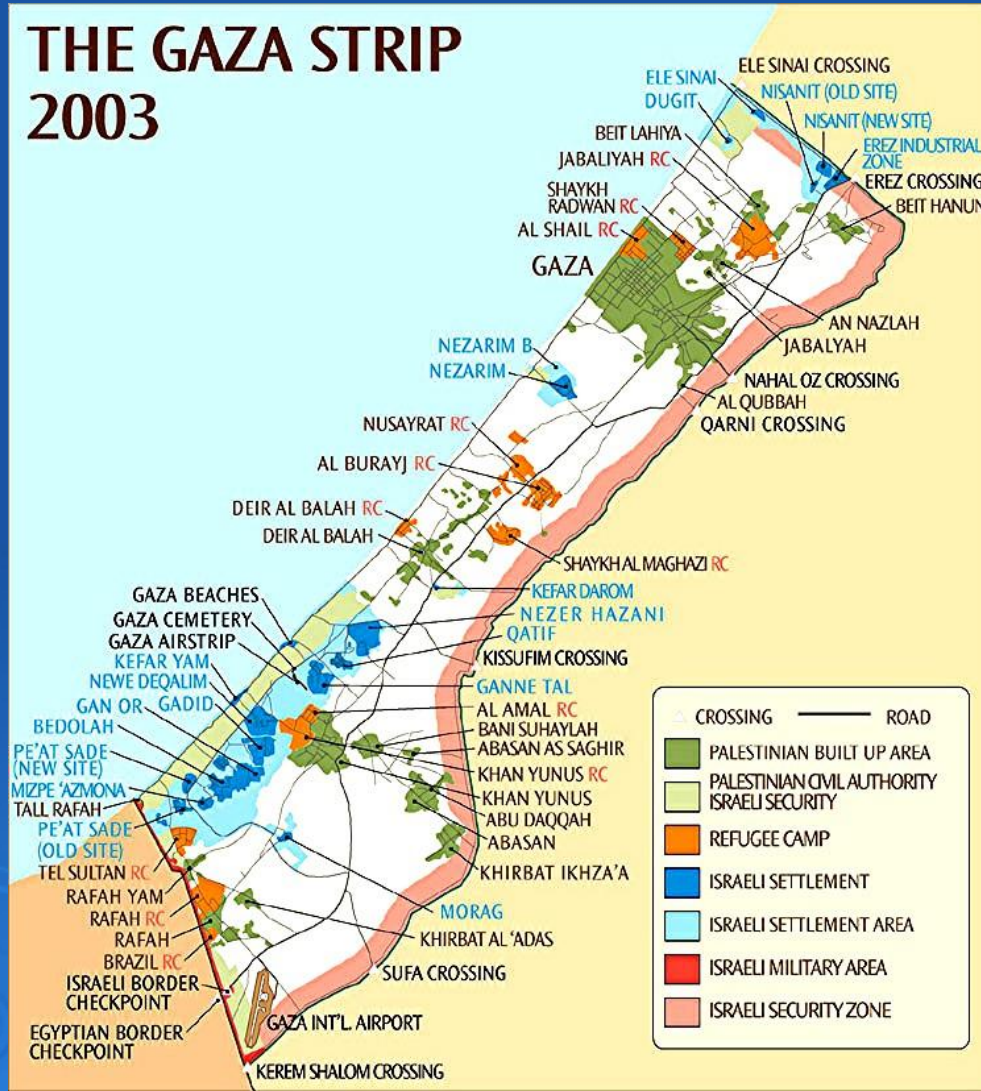 THE GAZA STRIP
2003
ELE SINAI CROSSING
ELE SINAI
NISANIT (OLD SITE)
DUGIT
NISANIT (NEW SITE)
BEIT LAHIYA
EREZ INDUSTRIAL
ZONE
JABALIYAH RC
EREZ CROSSING
SHAYKH
RADWAN RC
BEIT HANUN
AL SHAIL RC
GAZA
AN NAZLAH
JABALYAH
NEZARIM B
NEZARIM
NAHAL OZ CROSSING
AL QUBBAH
QARNI CROSSING
NUSAYRAT RC
AL BURAYJ RC
DEIR AL BALAH RC
DEIR AL BALAH
SHAYKH AL MAGHAZI RC
KEFAR DAROM
GAZA BEACHES
NEZER HAZANI
GAZA CEMETERY
QATIF
GAZA AIRSTRIP
KISSUFIM CROSSING
KEFAR YAM
NEWE DEQALIM
GANNE TAL
GAN OR
GADID
AL AMAL RC
BEDOLAH
BANI SUHAYLAH
ABASAN AS SAGHIR
PE'AT SADE
(NEW SITE)
KHAN YUNUS RC
MIZPE 'AZMONA
KHAN YUNUS
TALL RAFAH
ABU DAQQAH
PE'AT SADE
(OLD SITE)
ABASAN
TEL SULTAN RC
KHIRBAT IKHZA'A
RAFAH YAM
RAFAH RC
MORAG
RAFAH
KHIRBAT AL 'ADAS
BRAZIL RC
ISRAELI BORDER
CHECKPOINT
SUFA CROSSING
EGYPTIAN BORDER
CHECKPOINT
GAZA INT'L. AIRPORT
KEREM SHALOM CROSSING
CROSSING ROAD
PALESTINIAN BUILT UP AREA
PALESTINIAN CIVIL AUTHORITY
ISRAELI SECURITY
REFUGEE CAMP
ISRAELI SETTLEMENT
ISRAELI SETTLEMENT AREA
ISRAELI MILITARY AREA
ISRAELI SECURITY ZONE